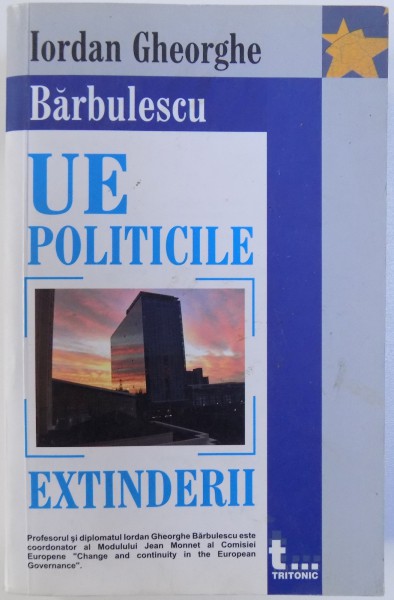 Iordan Gheorghe
Bărbulescu
UE
POLITICILE
EXTINDERII
Profesorul și diplomatul Iordan Gheorghe Bărbulescu este
coordonator al Modulului Jean Monnet al Comisiei
Europene "Change and continuity in the European
Governance".
t...
TRITONIC